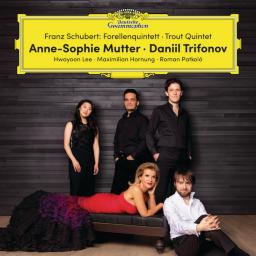 Deutsche
Grammophon
Franz Schubert: Forellenquintett · Trout Quintet
Anne-Sophie Mutter · Daniil Trifonov
Hwayoon Lee · Maximilian Hornung · Roman Patkoló